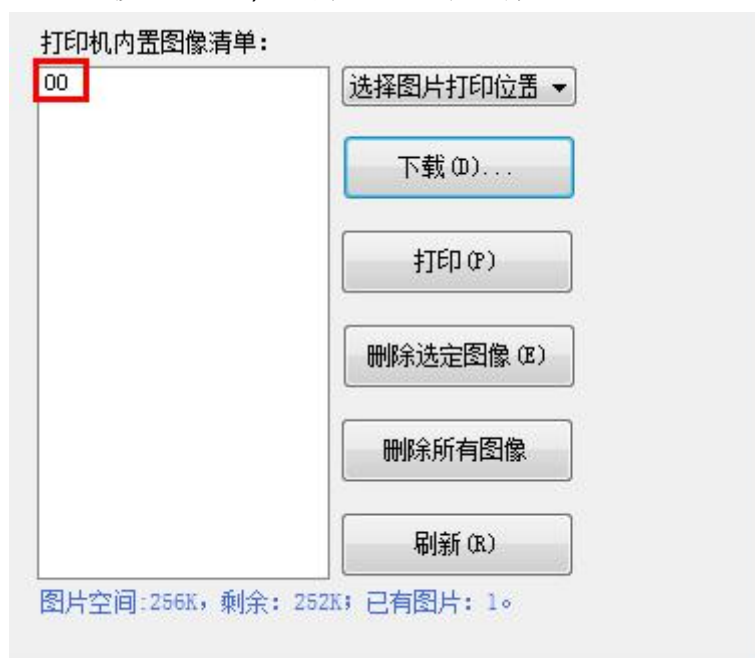 打印机内置图像清单：
00
选择图片打印位置
下载(D)...
打印(P)
删除选定图像(E)
删除所有图像
刷新(R)
图片空间:256K，剩余：252K；已有图片：1。